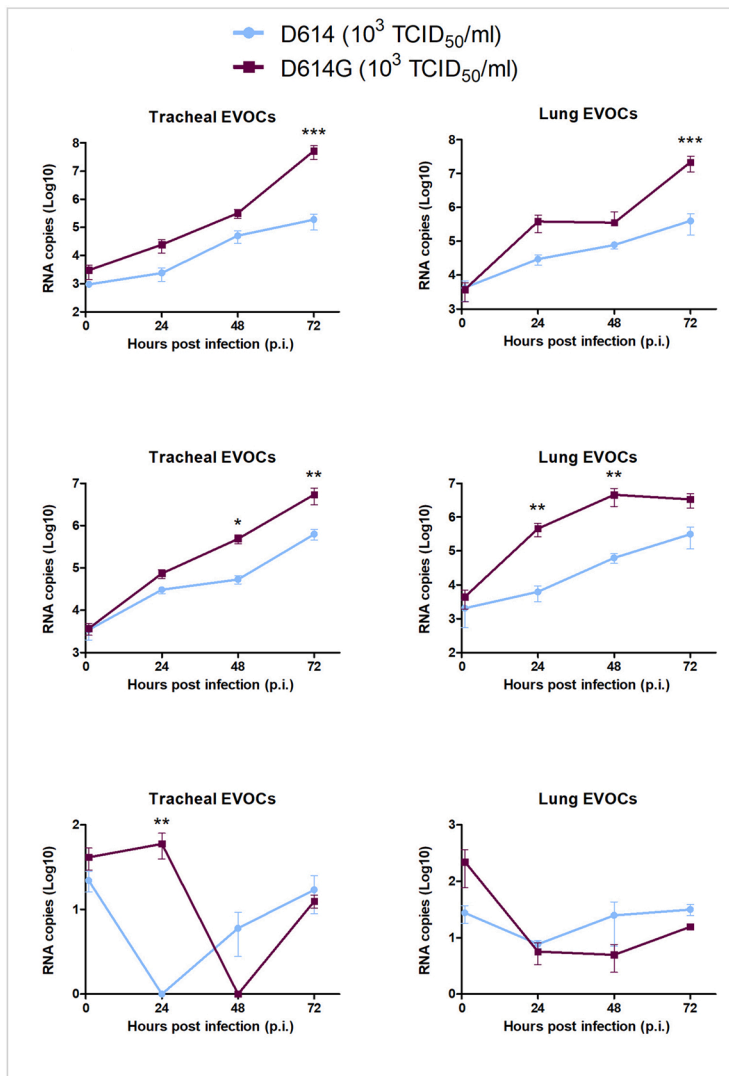 D614 (10³ TCID₅₀/ml)
D614G (10³ TCID₅₀/ml)
Tracheal EVOCs
***
8
7
6
5
4
3
2
RNA copies (Log10)
0 24 48 72
Hours post infection (p.i.)
Lung EVOCs
***
8
7
6
5
4
3
RNA copies (Log10)
0 24 48 72
Hours post infection (p.i.)
Tracheal EVOCs
* **
7
6
5
4
3
RNA copies (Log10)
0 24 48 72
Hours post infection (p.i.)
Lung EVOCs
** **
7
6
5
4
3
2
RNA copies (Log10)
0 24 48 72
Hours post infection (p.i.)
Tracheal EVOCs
**
2
1
0
RNA copies (Log10)
0 24 48 72
Hours post infection (p.i.)
Lung EVOCs
3
2
1
0
RNA copies (Log10)
0 24 48 72
Hours post infection (p.i.)